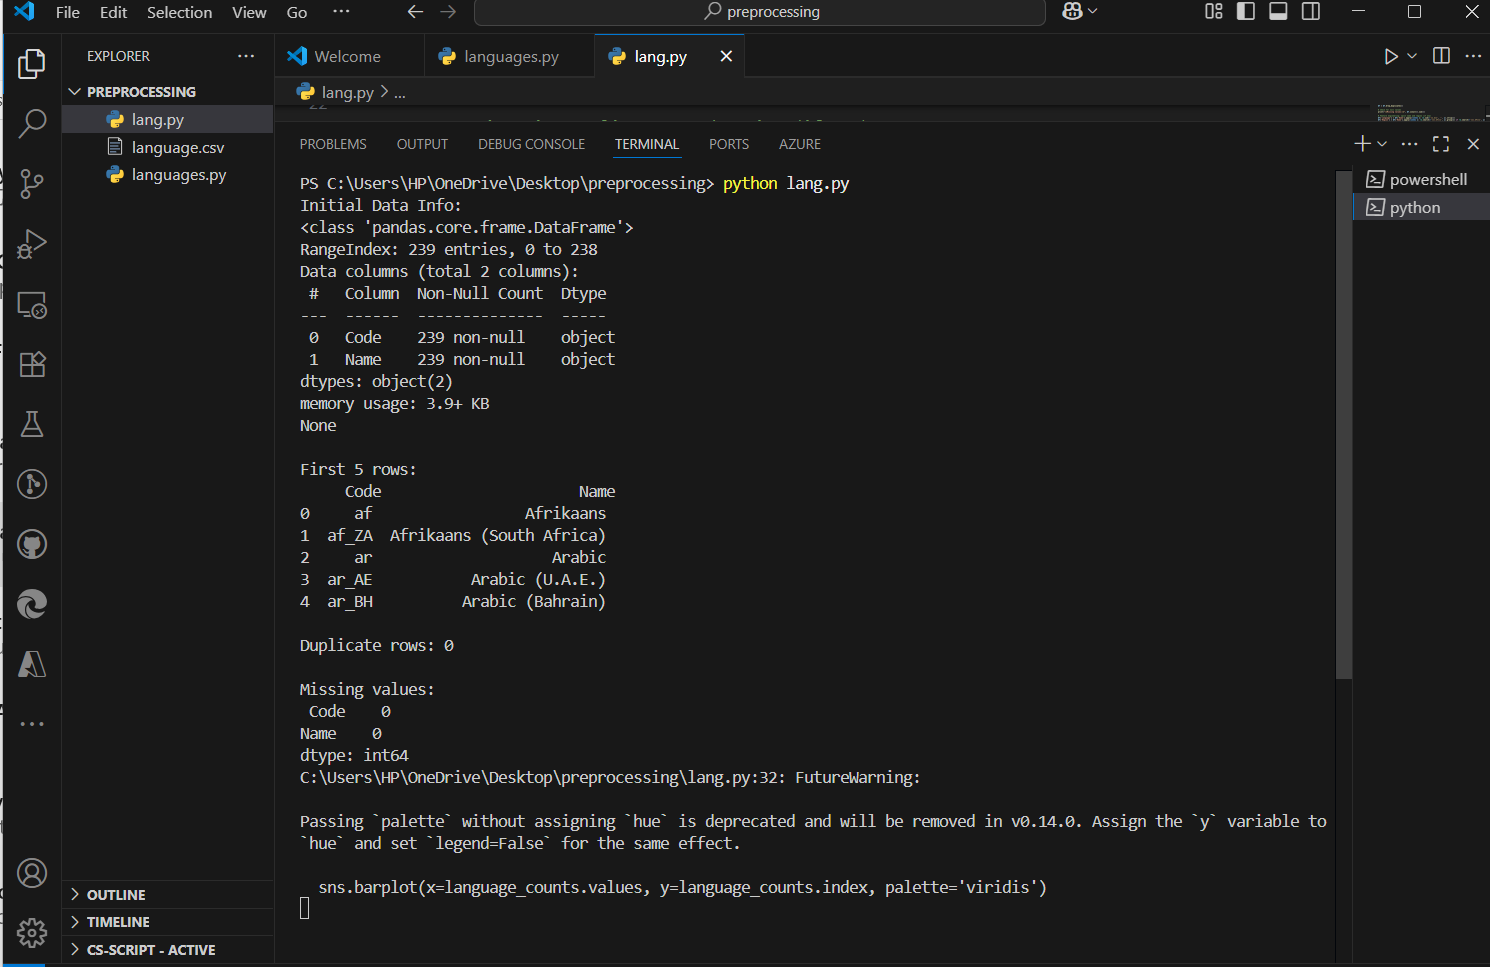 File Edit Selection View Go ··· preprocessing
EXPLORER ···
PREPROCESSING
lang.py
language.csv
languages.py
OUTLINE
TIMELINE
CS-SCRIPT - ACTIVE
Welcome languages.py lang.py
lang.py > ...
22
PROBLEMS OUTPUT DEBUG CONSOLE TERMINAL PORTS AZURE
PS C:\Users\HP\OneDrive\Desktop\preprocessing> python lang.py
Initial Data Info:
<class 'pandas.core.frame.DataFrame'>
RangeIndex: 239 entries, 0 to 238
Data columns (total 2 columns):
 #   Column  Non-Null Count  Dtype
---  ------  --------------  -----
 0   Code    239 non-null    object
 1   Name    239 non-null    object
dtypes: object(2)
memory usage: 3.9+ KB
None
First 5 rows:
     Code                      Name
0     af                 Afrikaans
1  af_ZA  Afrikaans (South Africa)
2     ar                    Arabic
3  ar_AE           Arabic (U.A.E.)
4  ar_BH          Arabic (Bahrain)
Duplicate rows: 0
Missing values:
 Code    0
Name    0
dtype: int64
C:\Users\HP\OneDrive\Desktop\preprocessing\lang.py:32: FutureWarning:
Passing `palette` without assigning `hue` is deprecated and will be removed in v0.14.0. Assign the `y` variable to
`hue` and set `legend=False` for the same effect.
  sns.barplot(x=language_counts.values, y=language_counts.index, palette='viridis')
powershell
python